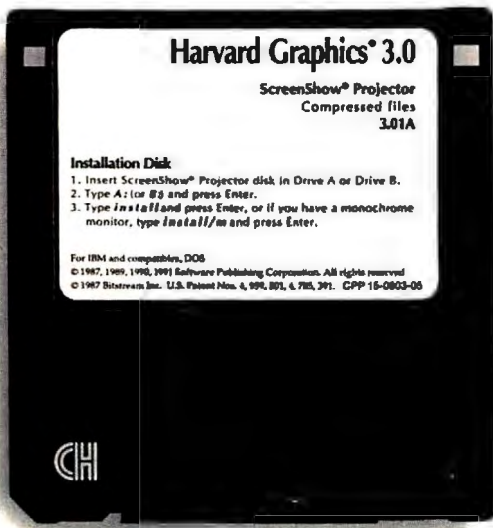 Harvard Graphics® 3.0
ScreenShow® Projector
Compressed files
3.01A
Installation Disk
1. Insert ScreenShow® Projector disk in Drive A or Drive B.
2. Type A: (or B:) and press Enter.
3. Type install and press Enter, or if you have a monochrome
monitor, type install/m and press Enter.
For IBM and compatibles, DOS
© 1987, 1989, 1990, 1991 Software Publishing Corporation. All rights reserved
© 1987 Bitstream Inc. U.S. Patent Nos. 4, 959, 801, 4, 785, 391. GPP 15-0803-06
CH